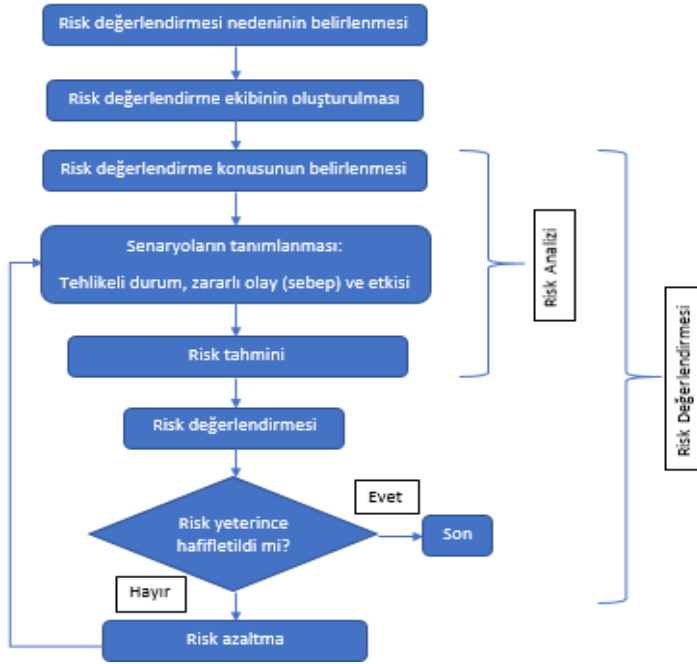 Risk değerlendirmesi nedeninin belirlenmesi
Risk değerlendirme ekibinin oluşturulması
Risk değerlendirme konusunun belirlenmesi
Senaryoların tanımlanması:
Tehlikeli durum, zararlı olay (sebep) ve etkisi
Risk tahmini
Risk Analizi
Risk değerlendirmesi
Risk Değerlendirmesi
Risk yeterince
hafifletildi mi?
Evet
Son
Hayır
Risk azaltma